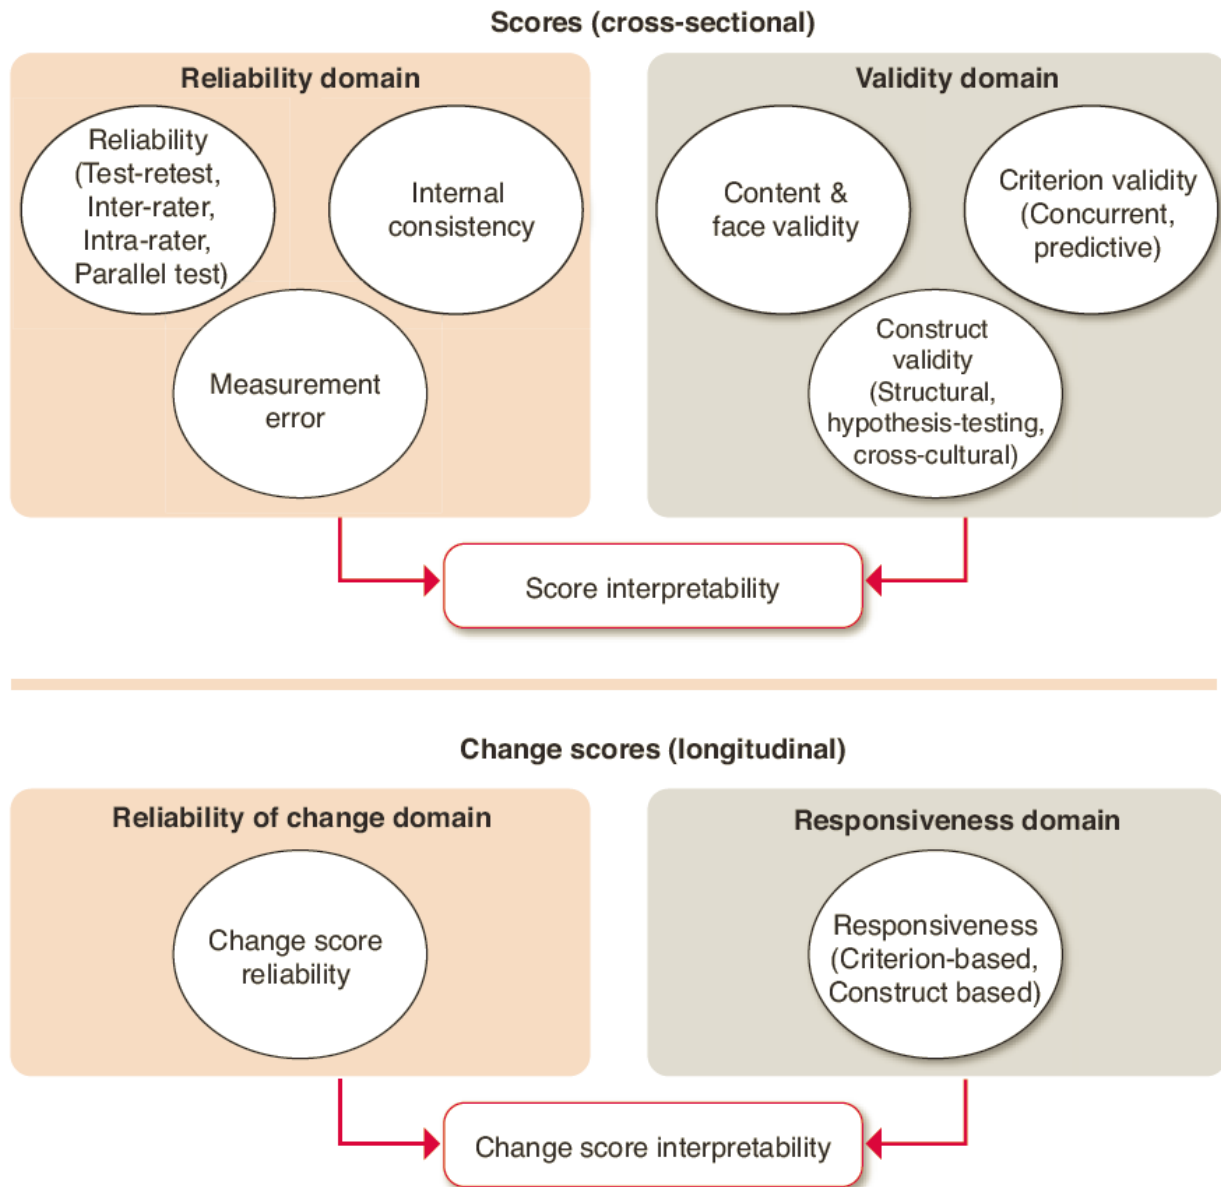 Scores (cross-sectional)
Reliability domain
Reliability
(Test-retest,
Inter-rater,
Intra-rater,
Parallel test)
Internal
consistency
Measurement
error
Validity domain
Content &
face validity
Criterion validity
(Concurrent,
predictive)
Construct
validity
(Structural,
hypothesis-testing,
cross-cultural)
Score interpretability
Change scores (longitudinal)
Reliability of change domain
Change score
reliability
Responsiveness domain
Responsiveness
(Criterion-based,
Construct based)
Change score interpretability